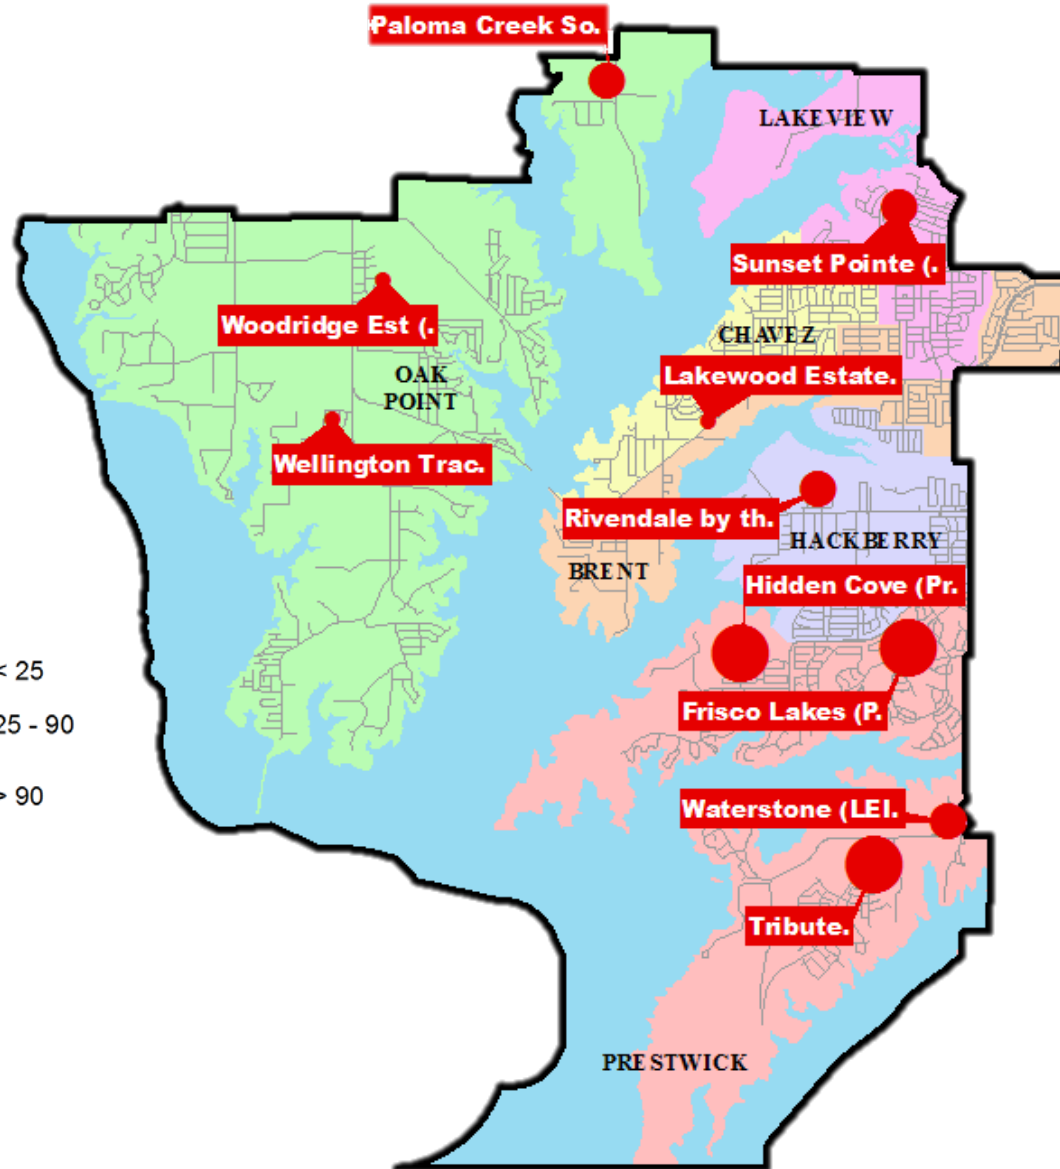 Paloma Creek So.
LAKEVIEW
Sunset Pointe (.
Woodridge Est (.
CHAVEZ
OAK
POINT
Lakewood Estate.
Wellington Trac.
Rivendale by th.
HACKBERRY
BRENT
Hidden Cove (Pr.
< 25
Frisco Lakes (P.
25 - 90
> 90
Waterstone (LEI.
Tribute.
PRESTWICK